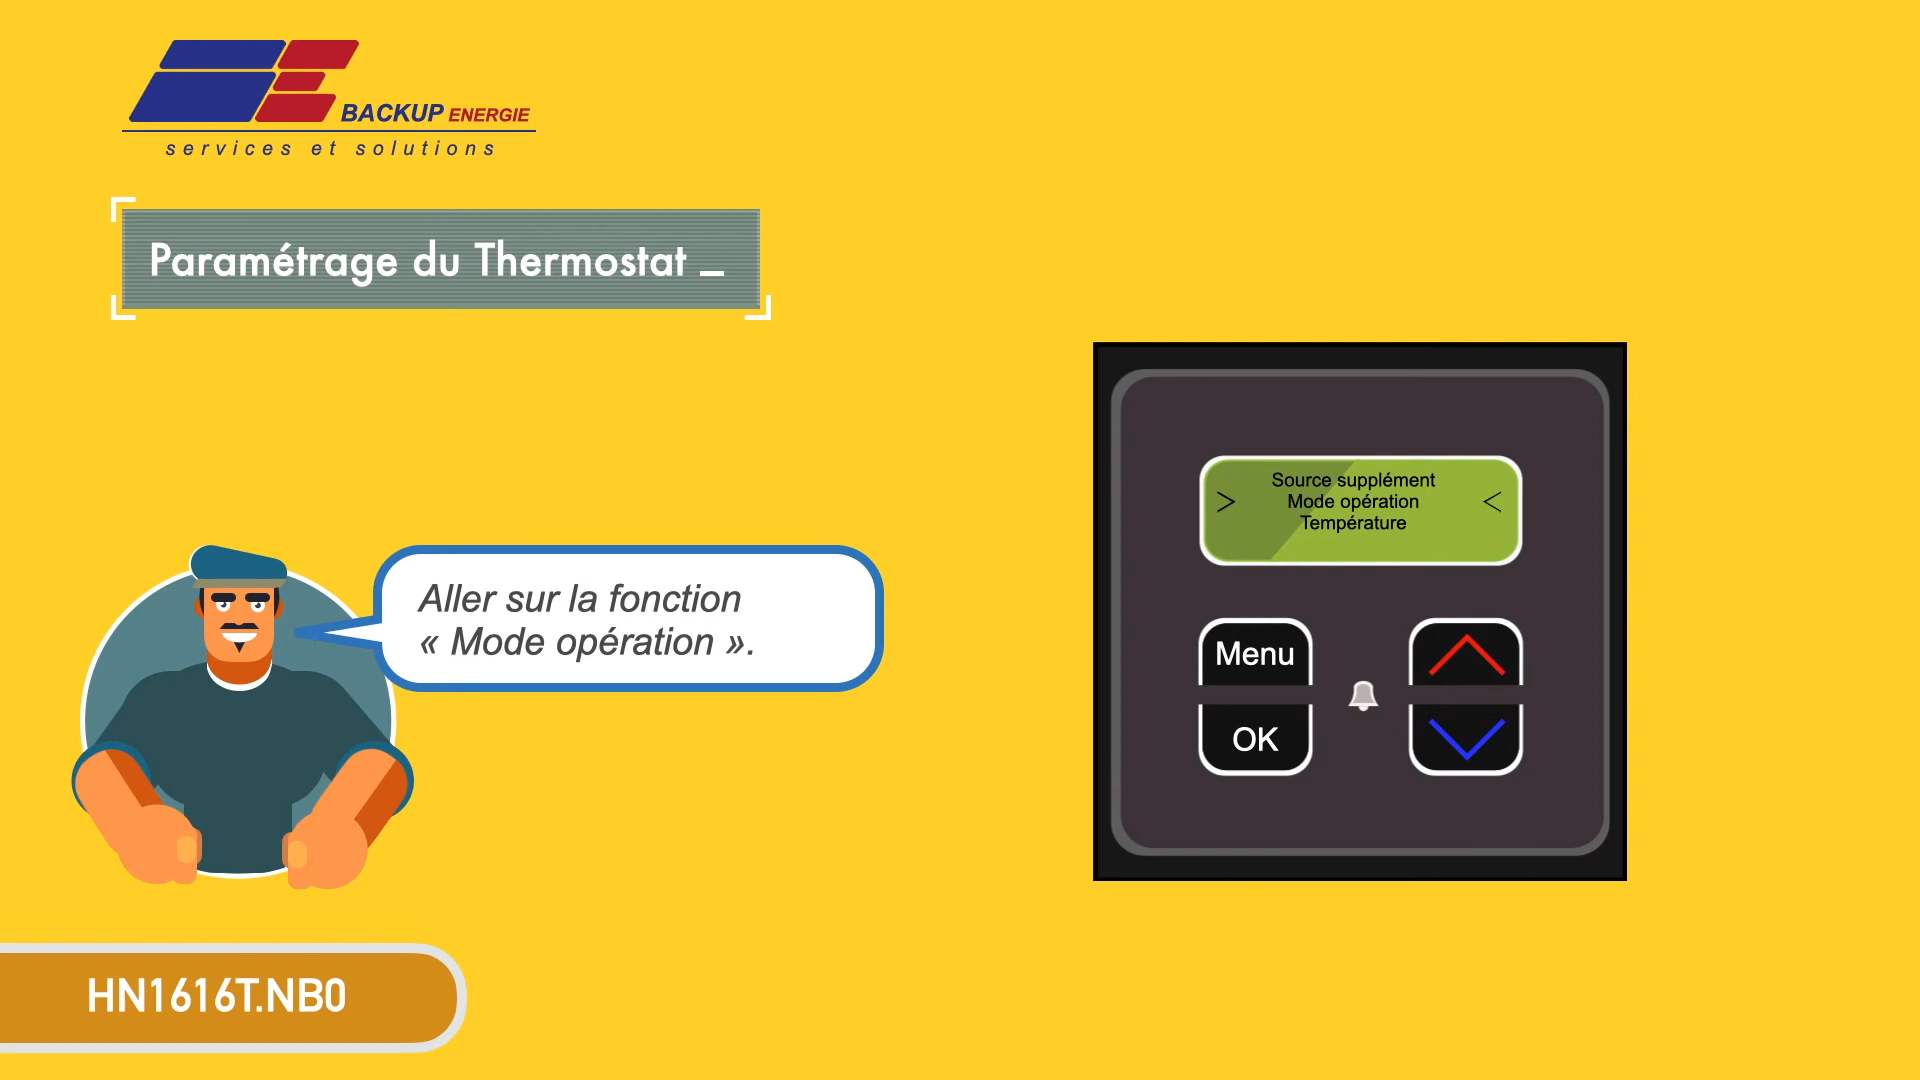 BACKUP ENERGIE
services et solutions
Paramétrage du Thermostat _
Source supplément
> Mode opération <
Température
Aller sur la fonction
« Mode opération ».
Menu
OK
HN1616T.NB0